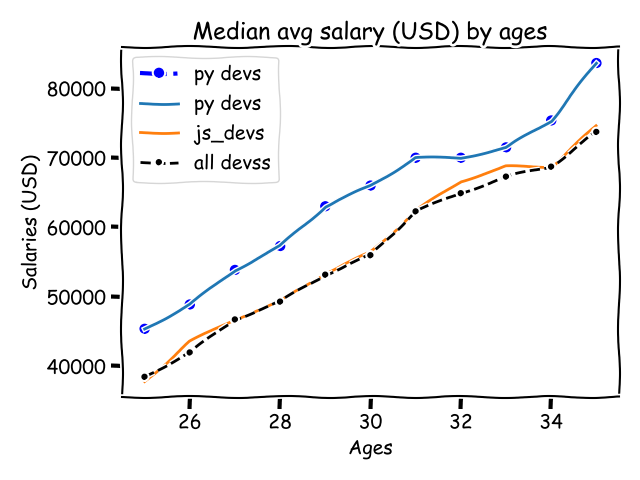 Median avg salary (USD) by ages
py devs
py devs
js_devs
all devss
Salaries (USD)
80000
70000
60000
50000
40000
26 28 30 32 34
Ages